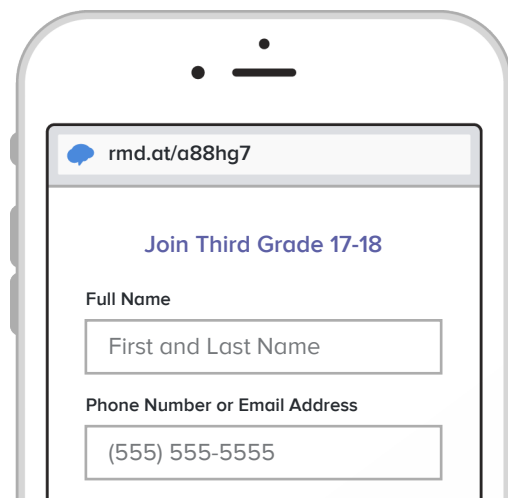 rmd.at/a88hg7
Join Third Grade 17-18
Full Name
First and Last Name
Phone Number or Email Address
(555) 555-5555